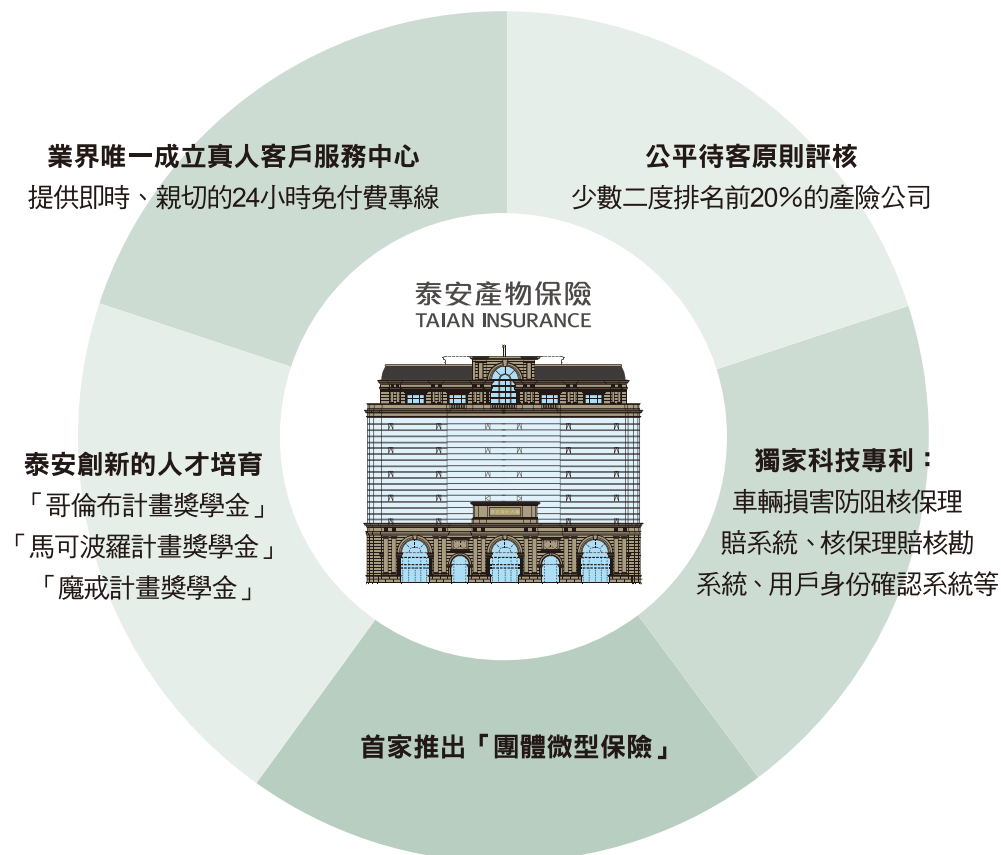 業界唯一成立真人客戶服務中心
提供即時、親切的24小時免付費專線
公平待客原則評核
少數二度排名前20%的產險公司
泰安產物保險
TAIAN INSURANCE
泰安創新的人才培育
「哥倫布計畫獎學金」
「馬可波羅計畫獎學金」
「魔戒計畫獎學金」
獨家科技專利：
車輛損害防阻核保理
賠系統、核保理賠核勘
系統、用戶身份確認系統等
首家推出「團體微型保險」